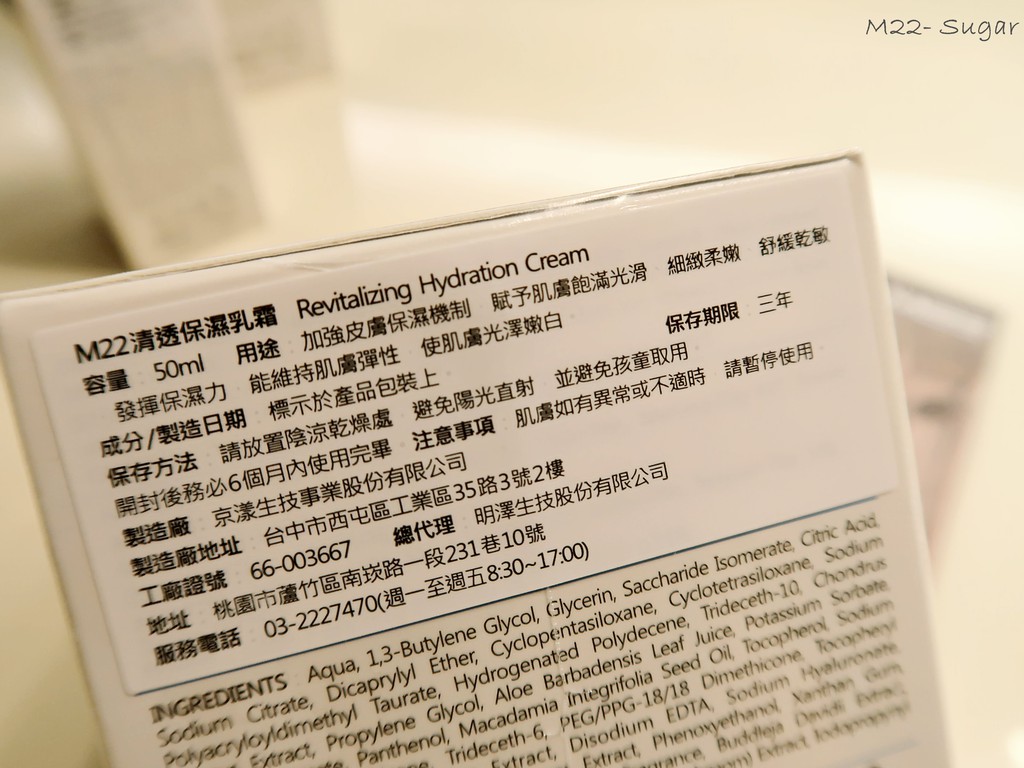 M22- Sugar
M22清透保濕乳霜 Revitalizing Hydration Cream
容量 50ml 用途 加強皮膚保濕機制 賦予肌膚飽滿光滑 細緻柔嫩 舒緩乾敏
發揮保濕力 能維持肌膚彈性 使肌膚光澤嫩白
成分/製造日期 標示於產品包裝上 保存期限 三年
保存方法 請放置陰涼乾燥處 避免陽光直射 並避免孩童取用
開封後務必6個月內使用完畢 注意事項 肌膚如有異常或不適時 請暫停使用
製造廠 京漾生技事業股份有限公司
製造廠地址 台中市西屯區工業區35路3號2樓
工廠證號 66-003667 總代理 明澤生技股份有限公司
地址 桃園市蘆竹區南崁路一段231巷10號
服務電話 03-2227470(週一至週五8:30~17:00)
INGREDIENTS Aqua, 1,3-Butylene Glycol, Glycerin, Saccharide Isomerate, Citric Acid,
Sodium Citrate, Dicaprylyl Ether, Cyclopentasiloxane, Cyclotetrasiloxane, Sodium
Polyacryloyldimethyl Taurate, Hydrogenated Polydecene, Trideceth-10, Chondrus
Extract, Propylene Glycol, Aloe Barbadensis Leaf Juice, Potassium Sorbate,
Panthenol, Macadamia Integrifolia Seed Oil, Tocopherol, Sodium
Trideceth-6, PEG/PPG-18/18 Dimethicone, Tocopheryl
Extract, Disodium EDTA, Sodium Hyaluronate,
Extract, Phenoxyethanol, Xanthan Gum,
Buddleja Davidii Extract,
Extract, Iodopropynyl